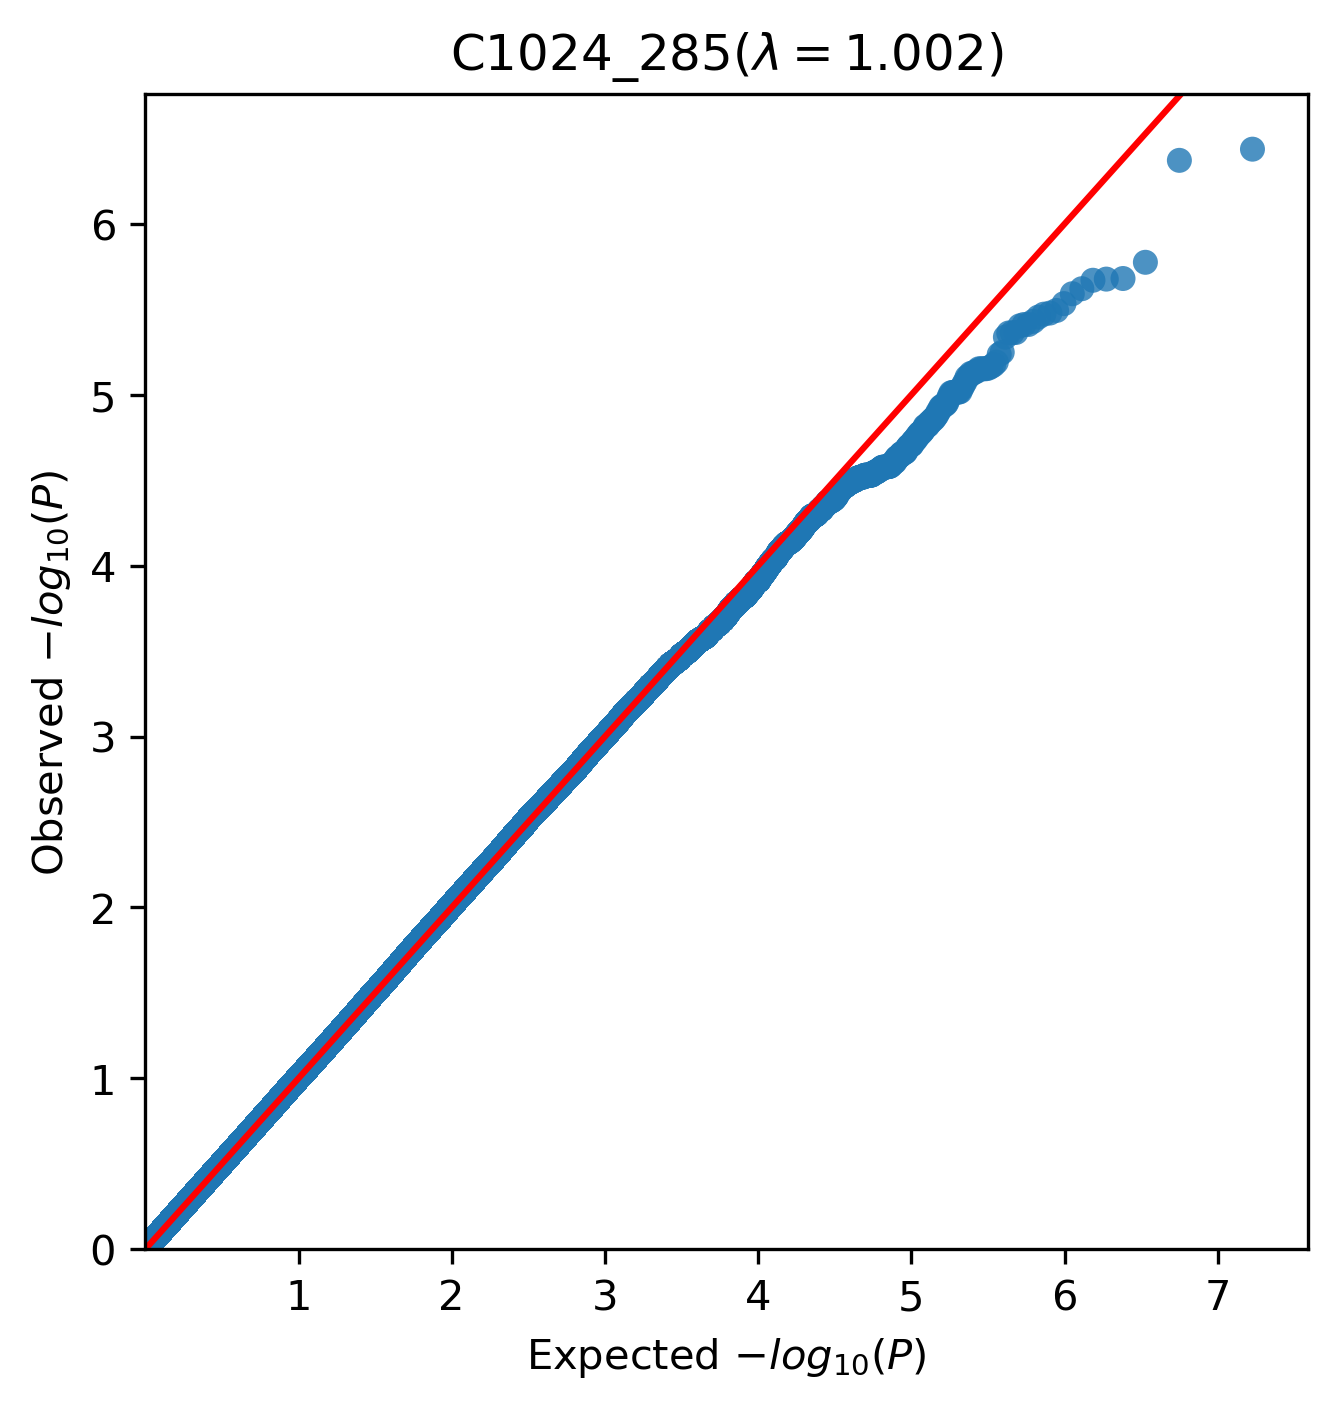 C1024_285(λ = 1.002)
6
5
4
3
2
1
0
Observed −log₁₀(P)
1 2 3 4 5 6 7
Expected −log₁₀(P)